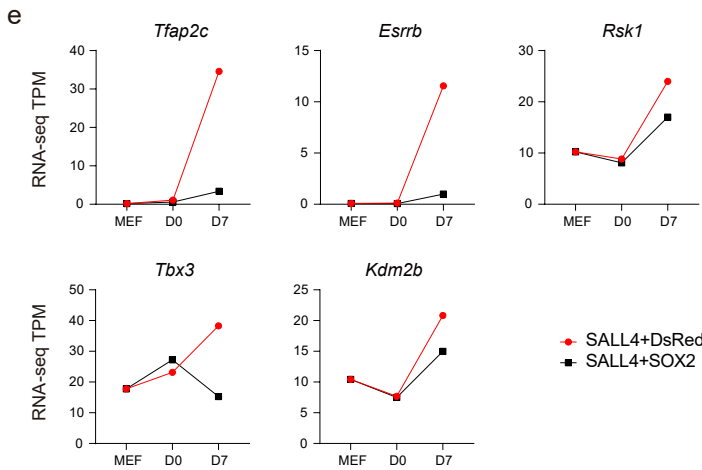 e
Tfap2c
Esrrb
Rsk1
RNA-seq TPM
40
30
20
10
0
MEF D0 D7
15
10
5
0
MEF D0 D7
30
20
10
0
MEF D0 D7
Tbx3
Kdm2b
RNA-seq TPM
50
40
30
20
10
0
MEF D0 D7
25
20
15
10
5
0
MEF D0 D7
SALL4+DsRed
SALL4+SOX2